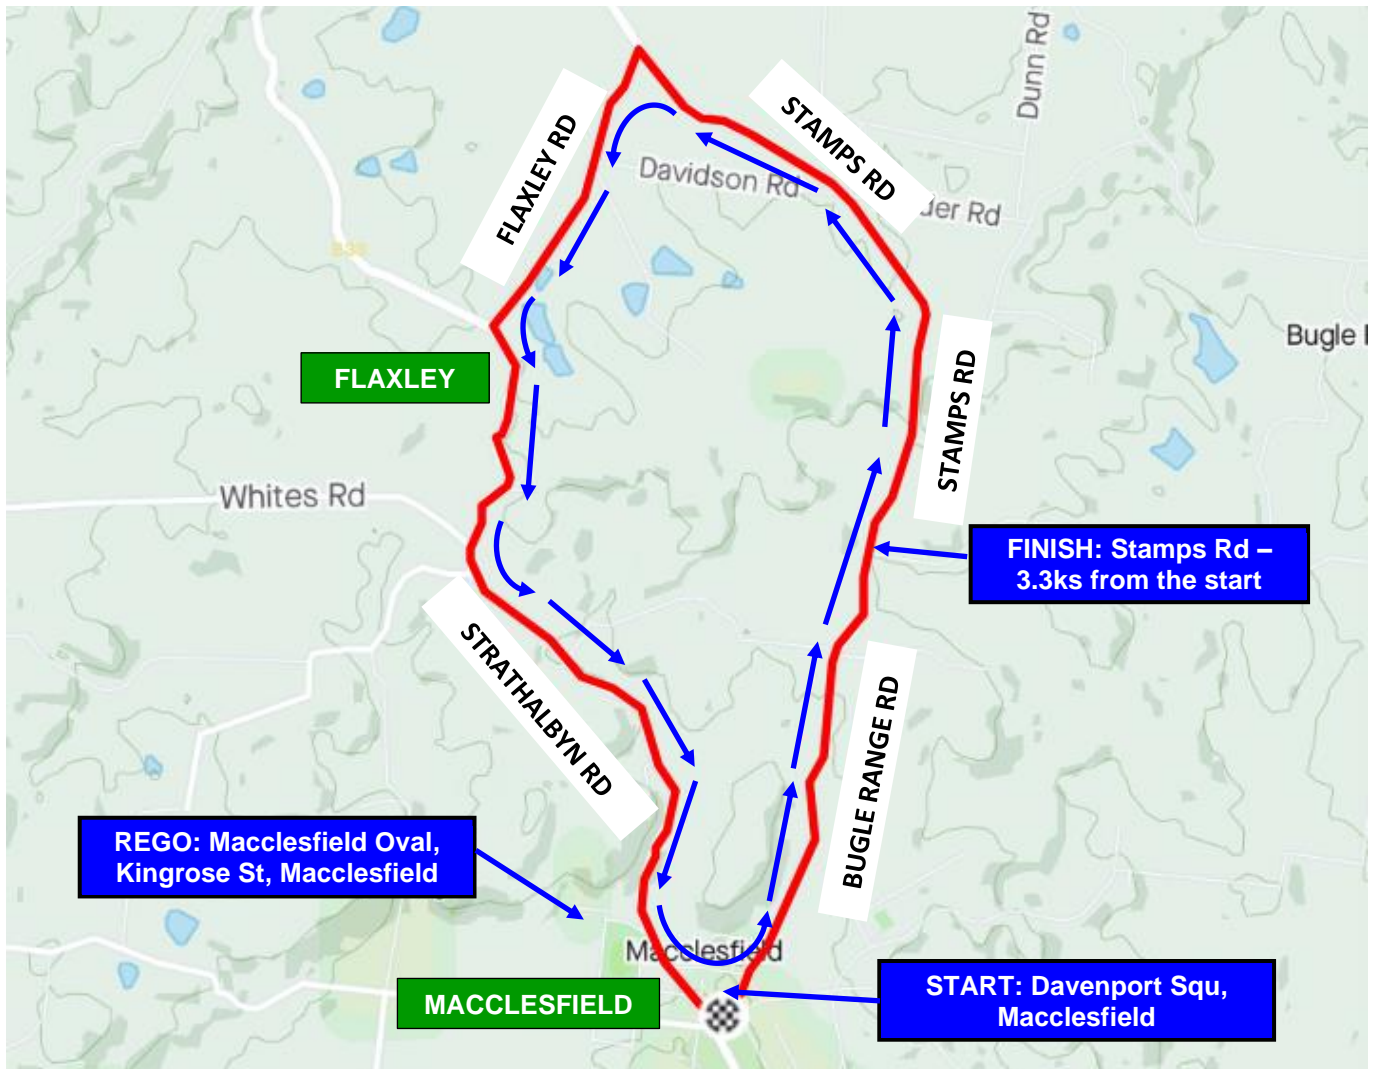 Dunn Rd
STAMPS RD
FLAXLEY RD
Davidson Rd
der Rd
B33
Bugle
STAMPS RD
FLAXLEY
Whites Rd
FINISH: Stamps Rd –
3.3ks from the start
STRATHALBYN RD
BUGLE RANGE RD
REGO: Macclesfield Oval,
Kingrose St, Macclesfield
Macclesfield
START: Davenport Squ,
Macclesfield
MACCLESFIELD